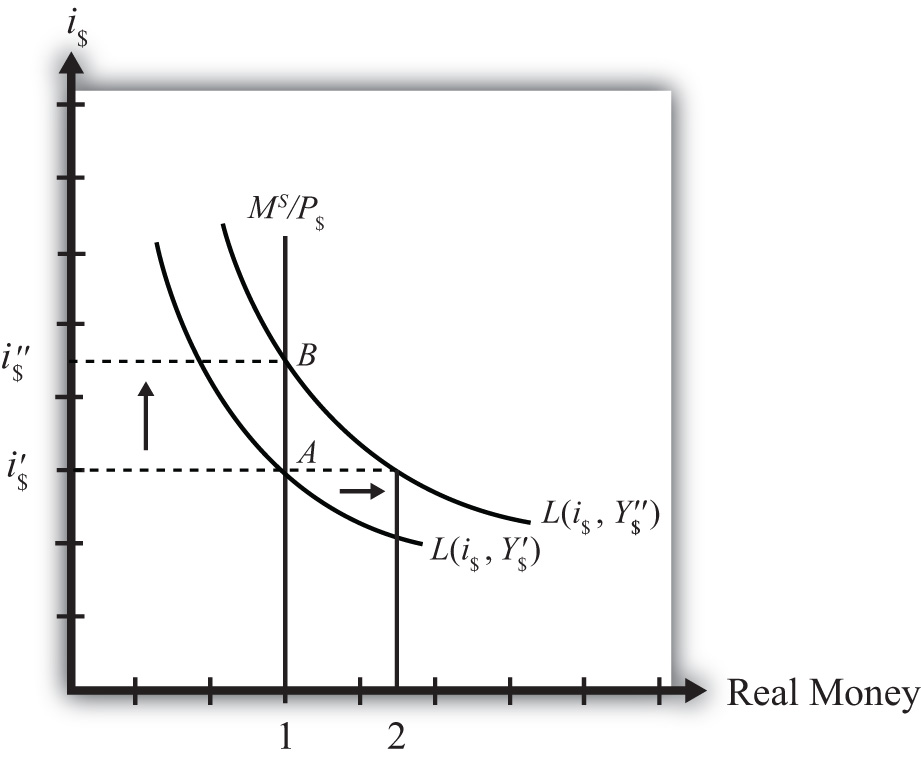 i$
M^S/P$
i$″
B
i$′
A
L(i$, Y$″)
L(i$, Y$′)
Real Money
1 2